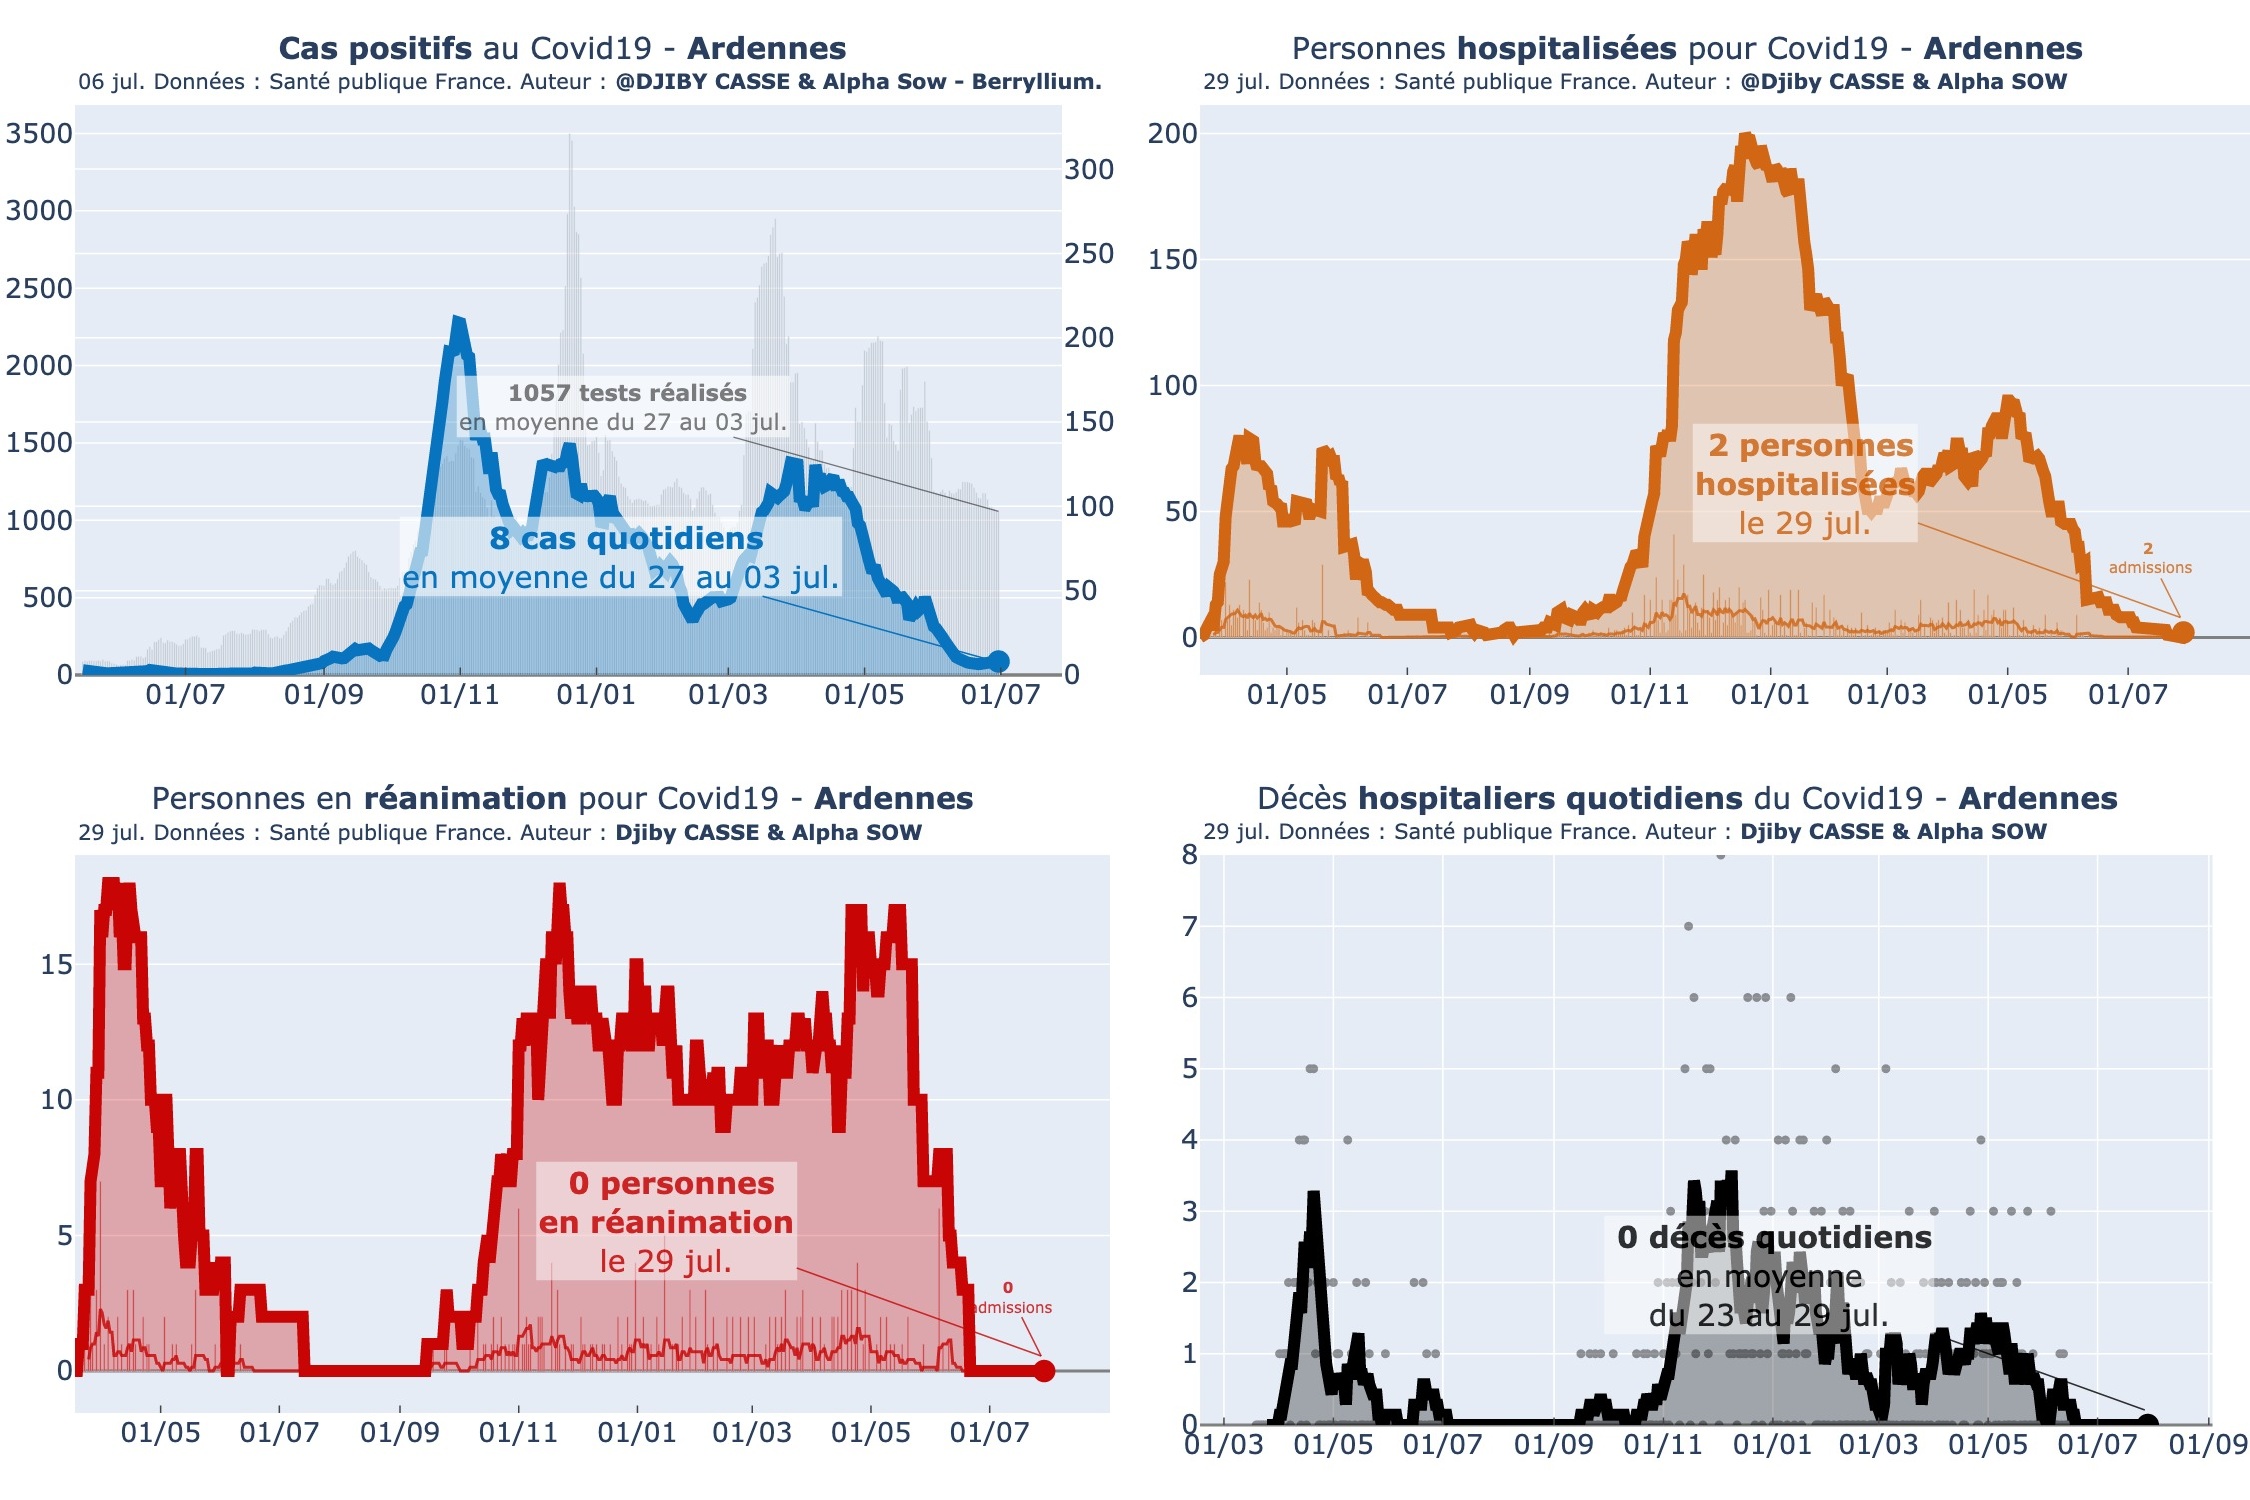 Cas positifs au Covid19 - Ardennes
06 jul. Données : Santé publique France. Auteur : @DJIBY CASSE & Alpha Sow - Berryllium.
3500
3000
2500
2000
1500
1000
500
0
300
250
200
150
100
50
0
1057 tests réalisés
en moyenne du 27 au 03 jul.
8 cas quotidiens
en moyenne du 27 au 03 jul.
01/07 01/09 01/11 01/01 01/03 01/05 01/07
Personnes hospitalisées pour Covid19 - Ardennes
29 jul. Données : Santé publique France. Auteur : @Djiby CASSE & Alpha SOW
200
150
100
50
0
2 personnes
hospitalisées
le 29 jul.
2
admissions
01/05 01/07 01/09 01/11 01/01 01/03 01/05 01/07
Personnes en réanimation pour Covid19 - Ardennes
29 jul. Données : Santé publique France. Auteur : Djiby CASSE & Alpha SOW
15
10
5
0
0 personnes
en réanimation
le 29 jul.
0
admissions
01/05 01/07 01/09 01/11 01/01 01/03 01/05 01/07
Décès hospitaliers quotidiens du Covid19 - Ardennes
29 jul. Données : Santé publique France. Auteur : Djiby CASSE & Alpha SOW
8
7
6
5
4
3
2
1
0
0 décès quotidiens
en moyenne
du 23 au 29 jul.
01/03 01/05 01/07 01/09 01/11 01/01 01/03 01/05 01/07 01/09